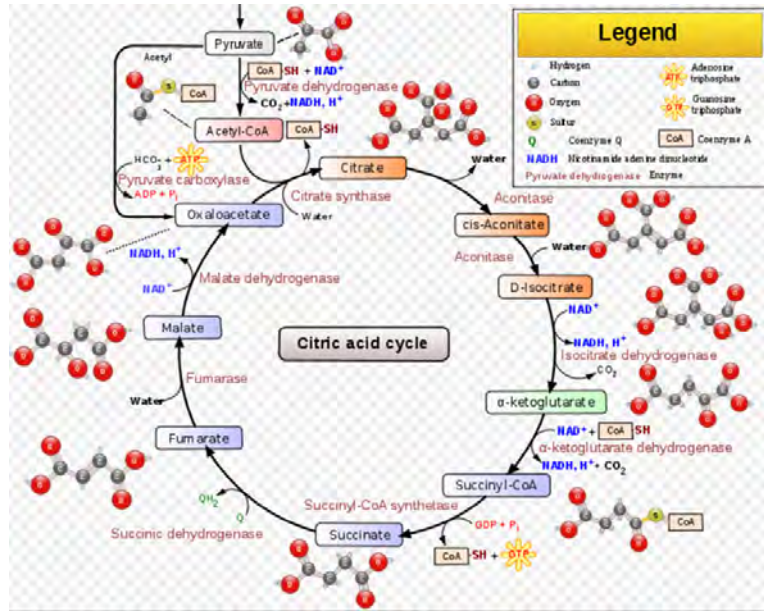 Legend
Hydrogen
Carbon
Oxygen
Sulfur
Q Coenzyme Q
NADH Nicotinamide adenine dinucleotide
Pyruvate dehydrogenase Enzyme
ATP Adenosine
triphosphate
GTP Guanosine
triphosphate
CoA Coenzyme A
Pyruvate
Acetyl
CoA
CoA-SH + NAD+
Pyruvate dehydrogenase
CO2+NADH, H+
Acetyl-CoA
CoA-SH
HCO3- + ATP
Pyruvate carboxylase
ADP + Pi
Citrate
Citrate synthase
Water
Oxaloacetate
Water
Aconitase
cis-Aconitate
Aconitase
Water
D-Isocitrate
NAD+
NADH, H+
Isocitrate dehydrogenase
CO2
α-ketoglutarate
NAD+ + CoA-SH
α-ketoglutarate dehydrogenase
NADH, H+ + CO2
Succinyl-CoA
S CoA
Succinyl-CoA synthetase
GDP + Pi
CoA-SH + GTP
Succinate
QH2
Q
Succinic dehydrogenase
Fumarate
Water
Fumarase
Malate
NAD+
Malate dehydrogenase
NADH, H+
Citric acid cycle